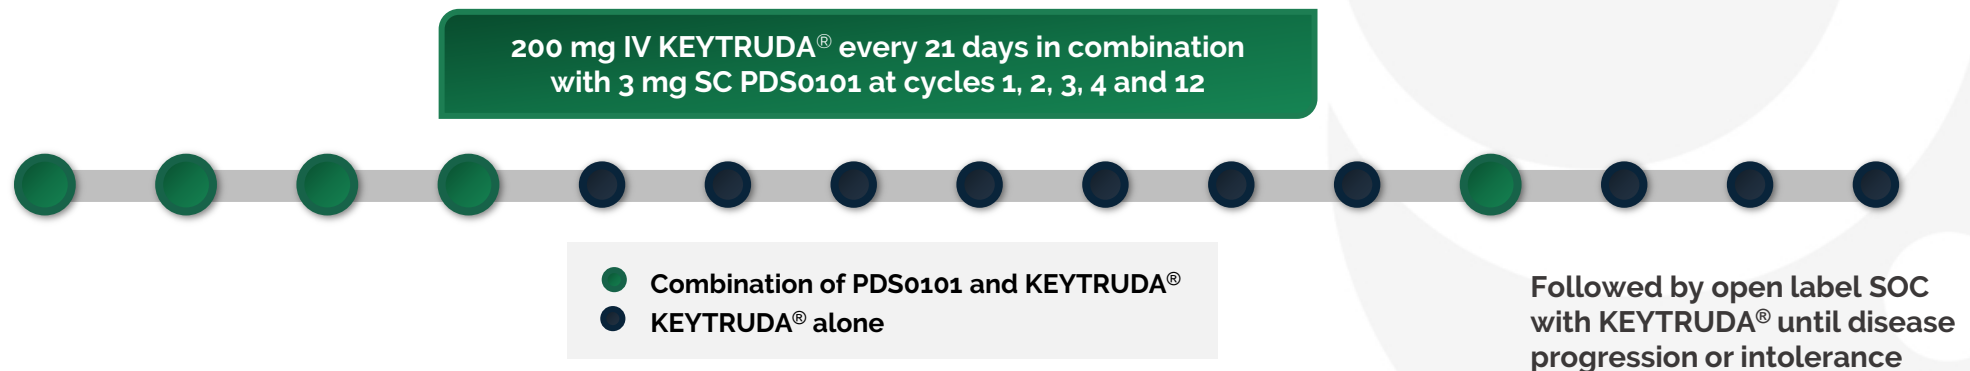 200 mg IV KEYTRUDA® every 21 days in combination
with 3 mg SC PDS0101 at cycles 1, 2, 3, 4 and 12
Combination of PDS0101 and KEYTRUDA®
KEYTRUDA® alone
Followed by open label SOC
with KEYTRUDA® until disease
progression or intolerance